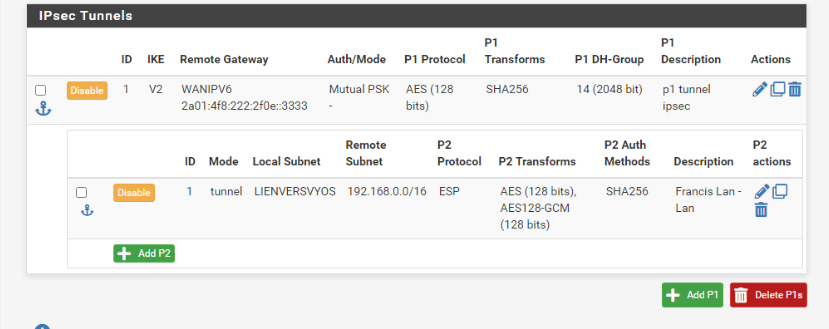 IPsec Tunnels
ID IKE Remote Gateway Auth/Mode P1 Protocol P1 Transforms P1 DH-Group P1 Description Actions
Disable 1 V2 WANIPV6 Mutual PSK AES (128 SHA256 14 (2048 bit) p1 tunnel
2a01:4f8:222:2f0e::3333 - bits) ipsec
ID Mode Local Subnet Remote Subnet P2 Protocol P2 Transforms P2 Auth Methods Description P2 actions
Disable 1 tunnel LIENVERSVYOS 192.168.0.0/16 ESP AES (128 bits), SHA256 Francis Lan -
AES128-GCM Lan
(128 bits)
Add P2
Add P1 Delete P1s